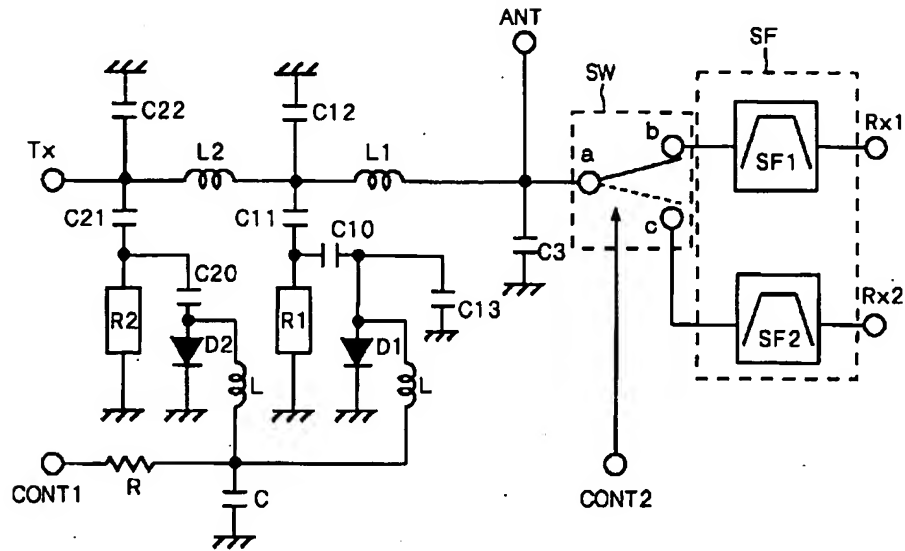 ANT
SF
SW
C22
C12
Rx1
b
Tx
L2
L1
a
SF1
C21
C11
C10
c
C3
C20
C13
Rx2
R2
D2
R1
D1
SF2
L
L
CONT1
R
C
CONT2